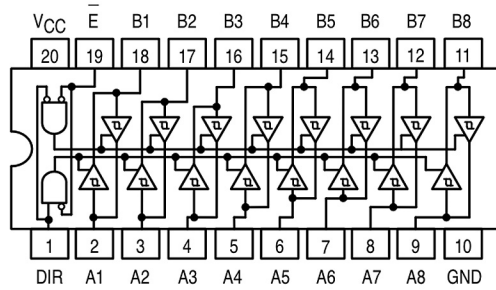 VCC E B1 B2 B3 B4 B5 B6 B7 B8
20 19 18 17 16 15 14 13 12 11
1 2 3 4 5 6 7 8 9 10
DIR A1 A2 A3 A4 A5 A6 A7 A8 GND